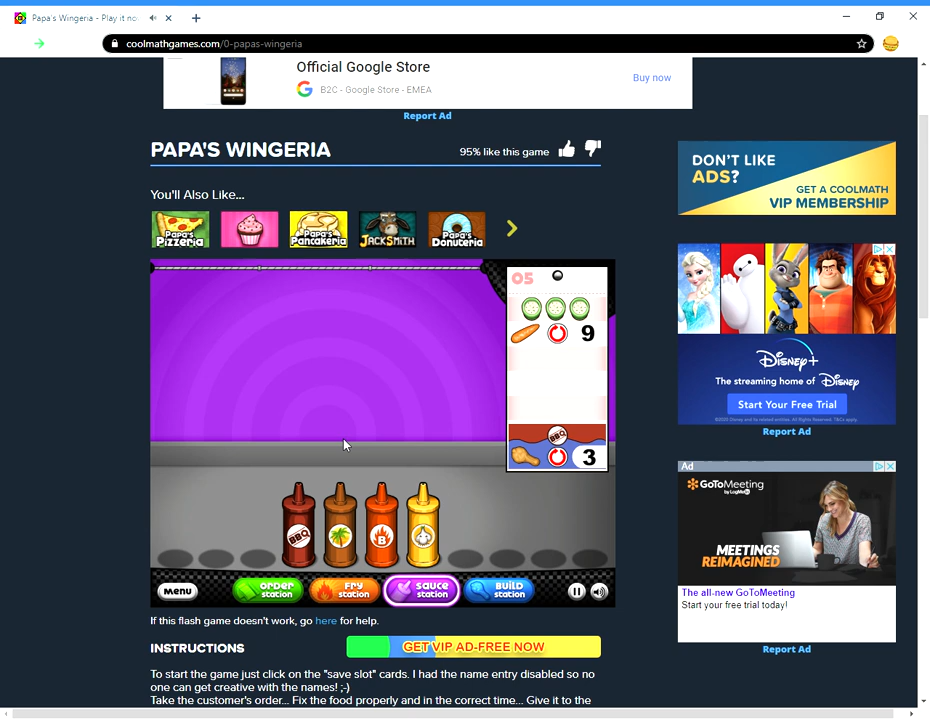 Papa's Wingeria - Play it no
coolmathgames.com/0-papas-wingeria
Official Google Store
B2C - Google Store - EMEA
Buy now
Report Ad
PAPA'S WINGERIA
95% like this game
You'll Also Like...
Papa's Pizzeria
Papa's Pancakeria
JACKSMITH
Papa's Donuteria
DON'T LIKE
ADS?
GET A COOLMATH
VIP MEMBERSHIP
05
9
BBQ
3
Disney+
The streaming home of Disney
Start Your Free Trial
Report Ad
BBQ
B
MENU
ORDER STATION
FRY STATION
SAUCE STATION
BUILD STATION
If this flash game doesn't work, go here for help.
GET VIP AD-FREE NOW
INSTRUCTIONS
To start the game just click on the "save slot" cards. I had the name entry disabled so no
one can get creative with the names! ;-)
Take the customer's order... Fix the food properly and in the correct time... Give it to the
Ad
GoToMeeting
by LogMeIn
MEETINGS
REIMAGINED
The all-new GoToMeeting
Start your free trial today!
Report Ad